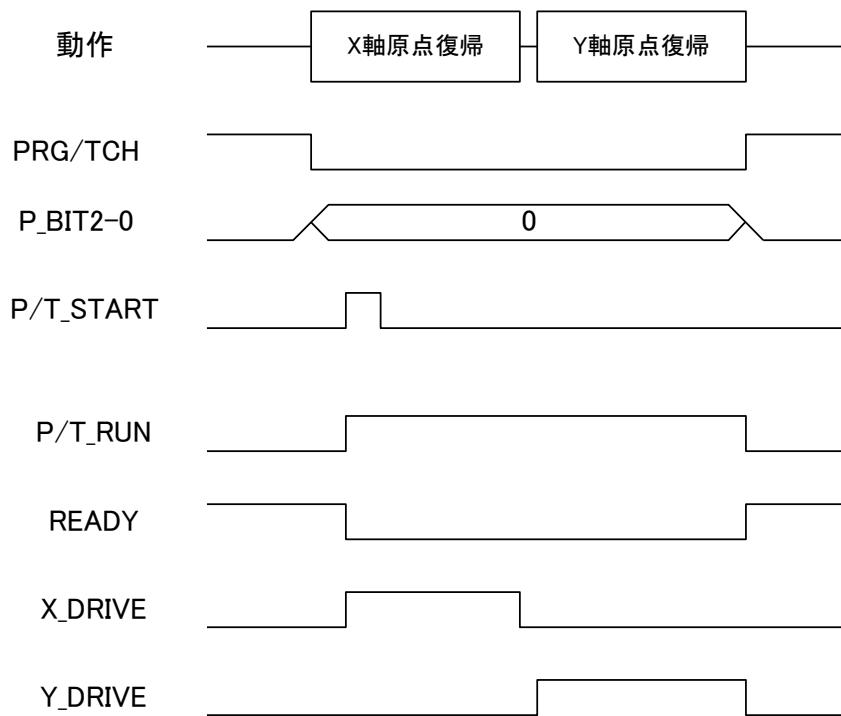 動作
X軸原点復帰
Y軸原点復帰
PRG/TCH
P_BIT2-0
0
P/T_START
P/T_RUN
READY
X_DRIVE
Y_DRIVE